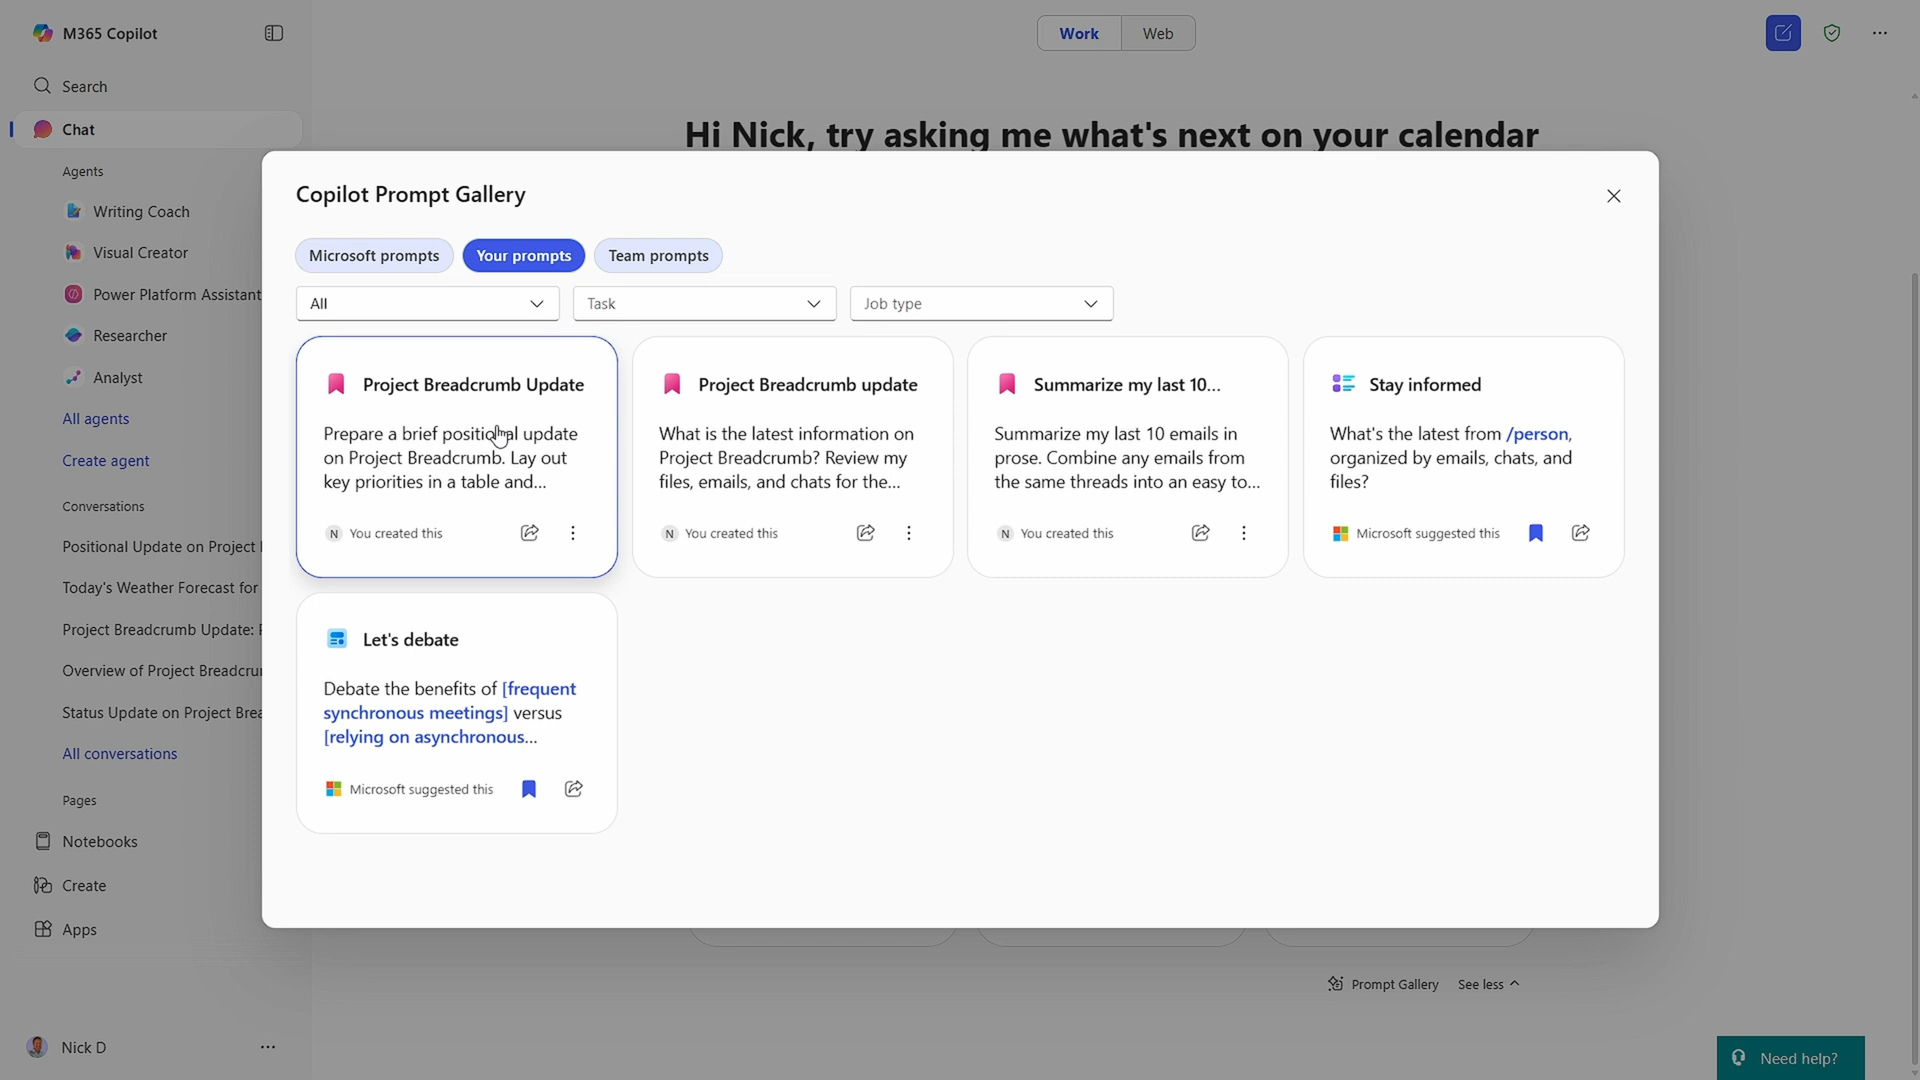 M365 Copilot
Work
Web
Search
Chat
Hi Nick, try asking me what's next on your calendar
Agents
Writing Coach
Visual Creator
Power Platform Assistant
Researcher
Analyst
All agents
Create agent
Conversations
Positional Update on Project
Today's Weather Forecast for
Project Breadcrumb Update:
Overview of Project Breadcru
Status Update on Project Brea
All conversations
Pages
Notebooks
Create
Apps
Nick D
Copilot Prompt Gallery
Microsoft prompts
Your prompts
Team prompts
All
Task
Job type
Project Breadcrumb Update
Prepare a brief positional update
on Project Breadcrumb. Lay out
key priorities in a table and...
N You created this
Project Breadcrumb update
What is the latest information on
Project Breadcrumb? Review my
files, emails, and chats for the...
N You created this
Summarize my last 10...
Summarize my last 10 emails in
prose. Combine any emails from
the same threads into an easy to...
N You created this
Stay informed
What's the latest from /person,
organized by emails, chats, and
files?
Microsoft suggested this
Let's debate
Debate the benefits of [frequent
synchronous meetings] versus
[relying on asynchronous...
Microsoft suggested this
Prompt Gallery
See less
Need help?